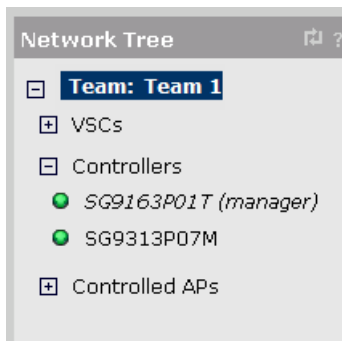 Network Tree ?
Team: Team 1
VSCs
Controllers
SG9163P01T (manager)
SG9313P07M
Controlled APs